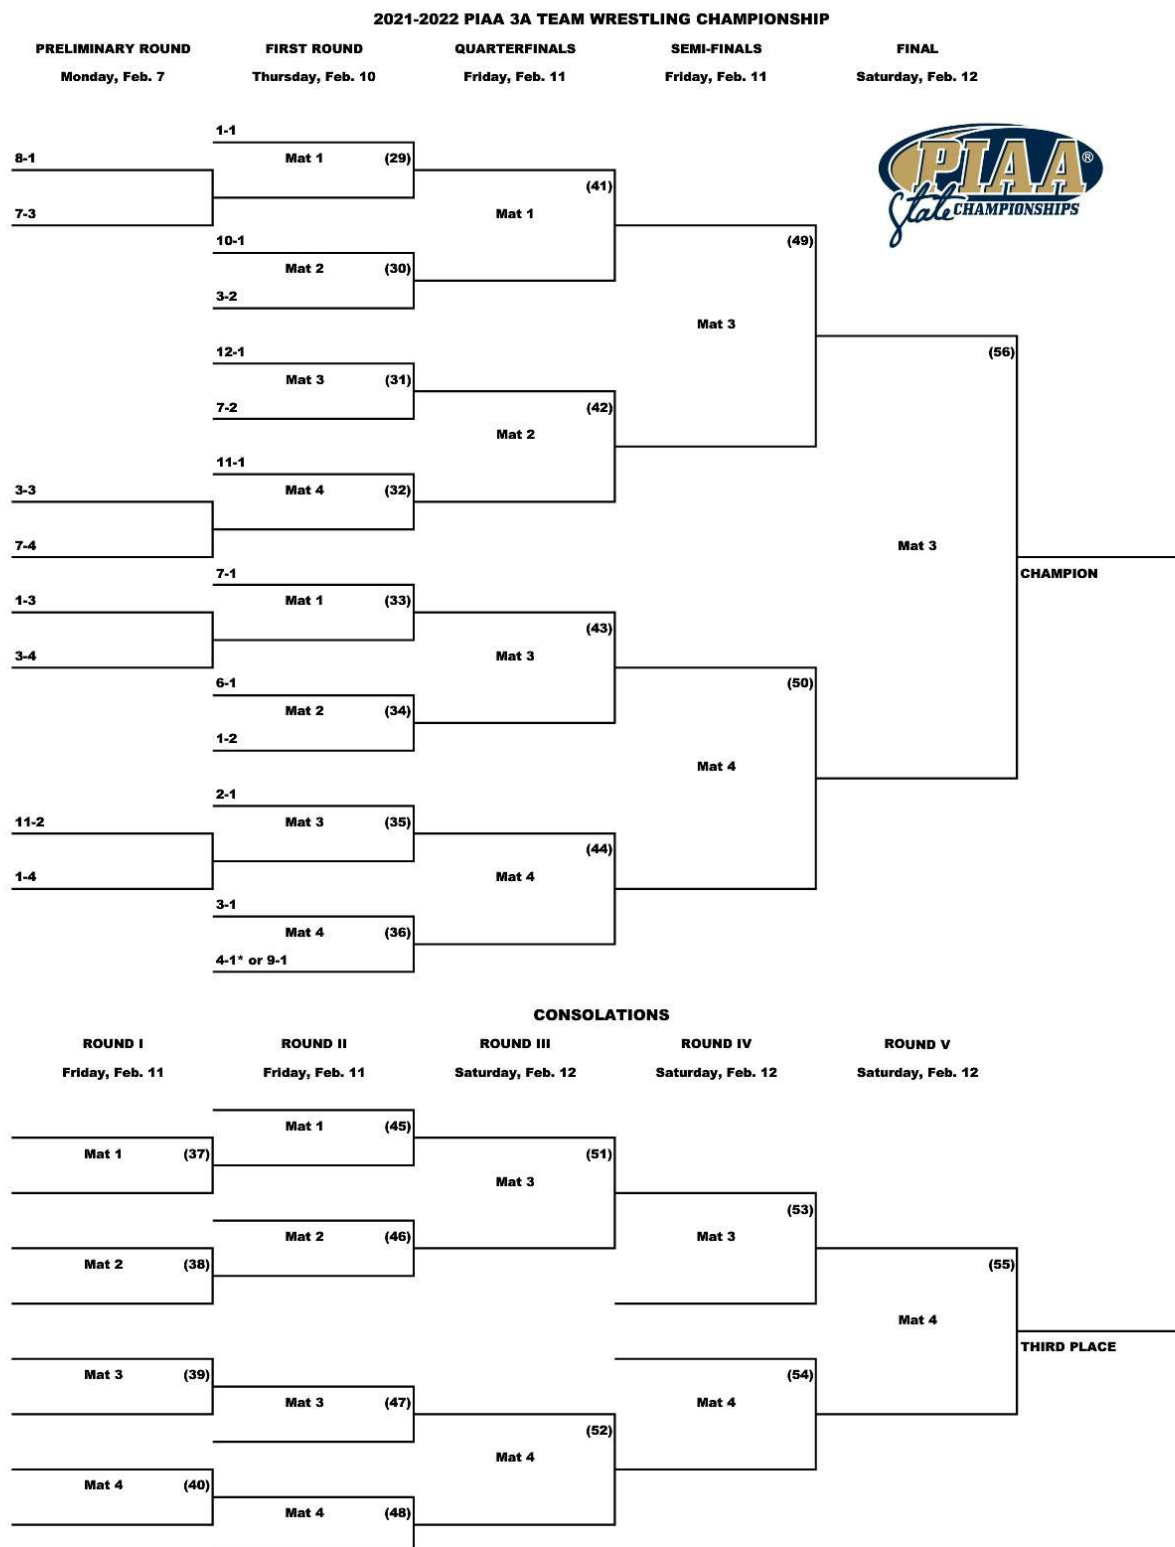 2021-2022 PIAA 3A TEAM WRESTLING CHAMPIONSHIP
PRELIMINARY ROUND FIRST ROUND QUARTERFINALS SEMI-FINALS FINAL
Monday, Feb. 7 Thursday, Feb. 10 Friday, Feb. 11 Friday, Feb. 11 Saturday, Feb. 12
PIAA®
State CHAMPIONSHIPS
1-1
8-1 Mat 1 (29)
(41)
7-3 Mat 1
10-1 (49)
Mat 2 (30)
3-2
Mat 3
12-1 (56)
Mat 3 (31)
7-2 (42)
Mat 2
11-1
3-3 Mat 4 (32)
7-4 Mat 3
7-1 CHAMPION
1-3 Mat 1 (33)
(43)
3-4 Mat 3
6-1 (50)
Mat 2 (34)
1-2
Mat 4
2-1
11-2 Mat 3 (35)
(44)
1-4 Mat 4
3-1
Mat 4 (36)
4-1* or 9-1
CONSOLATIONS
ROUND I ROUND II ROUND III ROUND IV ROUND V
Friday, Feb. 11 Friday, Feb. 11 Saturday, Feb. 12 Saturday, Feb. 12 Saturday, Feb. 12
Mat 1 (45)
Mat 1 (37) (51)
Mat 3
(53)
Mat 2 (46) Mat 3
Mat 2 (38) (55)
Mat 4
THIRD PLACE
Mat 3 (39) (54)
Mat 3 (47) Mat 4
(52)
Mat 4
Mat 4 (40)
Mat 4 (48)